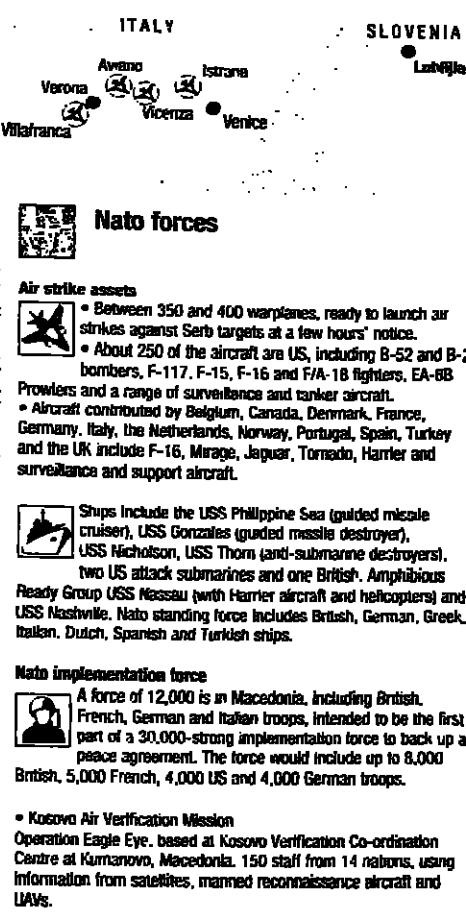 ITALY
SLOVENIA
Aviano
Istrana
Verona
Vicenza
Venice
Villafranca
Nato forces
Air strike assets
• Between 350 and 400 warplanes, ready to launch air
strikes against Serb targets at a few hours' notice.
• About 250 of the aircraft are US, including B-52 and B-2
bombers, F-117, F-15, F-16 and F/A-18 fighters, EA-6B
Prowlers and a range of surveillance and tanker aircraft.
• Aircraft contributed by Belgium, Canada, Denmark, France,
Germany, Italy, the Netherlands, Norway, Portugal, Spain, Turkey
and the UK include F-16, Mirage, Jaguar, Tornado, Harrier and
surveillance and support aircraft.
Ships include the USS Philippine Sea (guided missile
cruiser), USS Gonzales (guided missile destroyer),
USS Nicholson, USS Thorn (anti-submarine destroyers),
two US attack submarines and one British. Amphibious
Ready Group USS Nassau (with Harrier aircraft and helicopters) and
USS Nashville. Nato standing force includes British, German, Greek,
Italian, Dutch, Spanish and Turkish ships.
Nato implementation force
A force of 12,000 is in Macedonia, including British,
French, German and Italian troops, intended to be the first
part of a 30,000-strong implementation force to back up a
peace agreement. The force would include up to 8,000
British, 5,000 French, 4,000 US and 4,000 German troops.
• Kosovo Air Verification Mission
Operation Eagle Eye, based at Kosovo Verification Co-ordination
Centre at Kumanovo, Macedonia. 150 staff from 14 nations, using
information from satellites, manned reconnaissance aircraft and
UAVs.